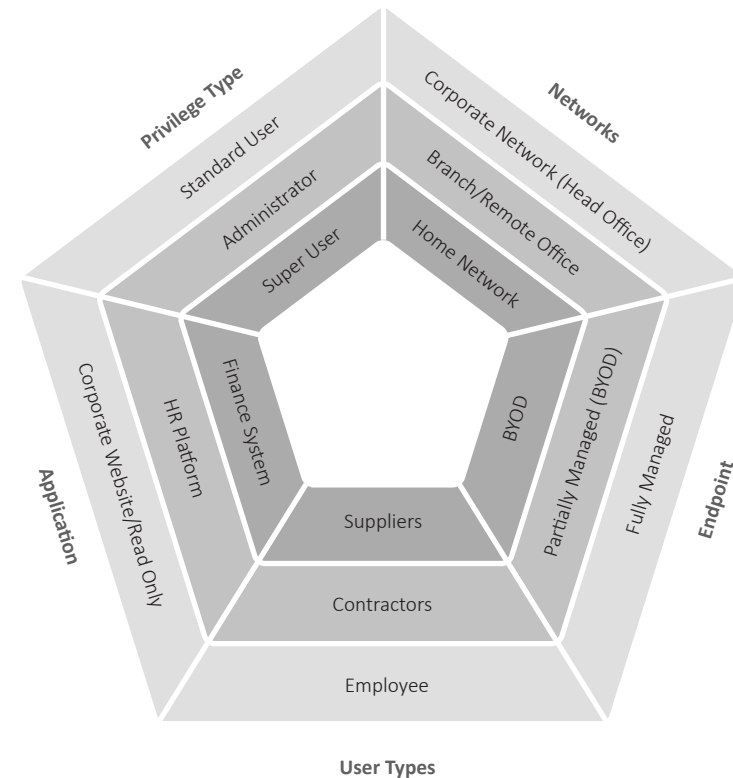 Privilege Type
Standard User
Administrator
Super User
Networks
Corporate Network (Head Office)
Branch/Remote Office
Home Network
Application
Corporate Website/Read Only
HR Platform
Finance System
BYOD
Partially Managed (BYOD)
Fully Managed
Endpoint
Suppliers
Contractors
Employee
User Types